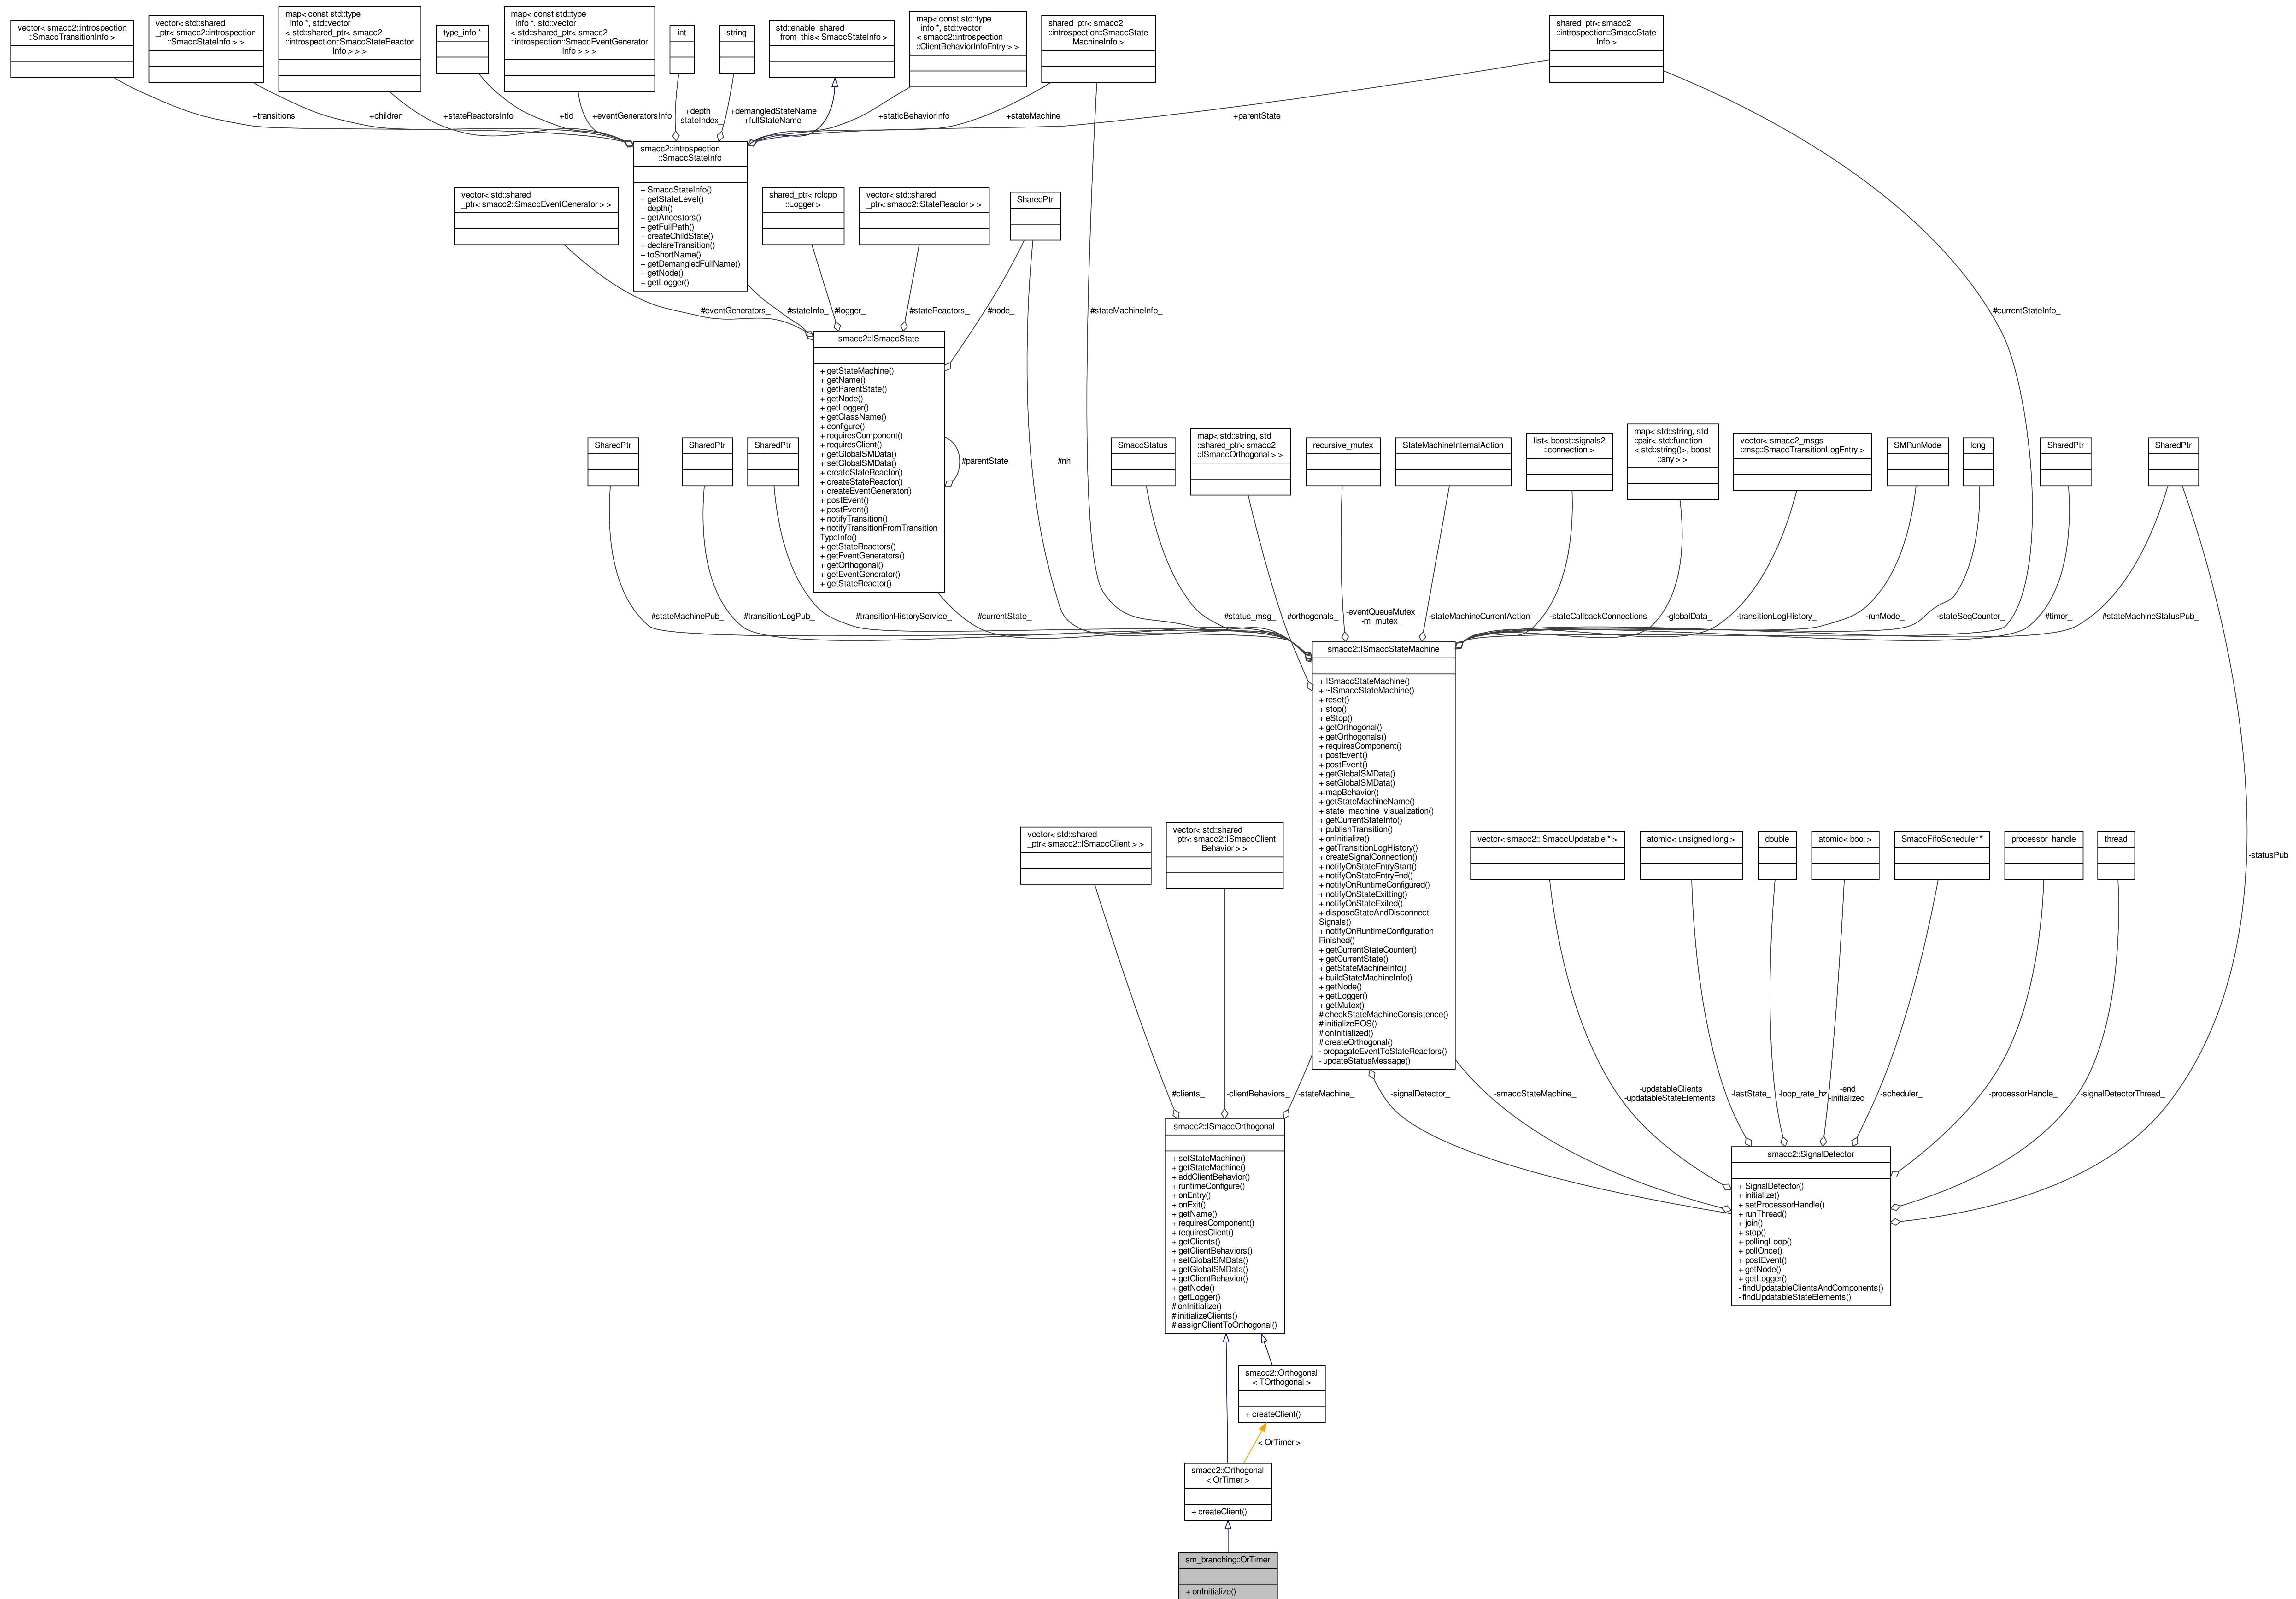 vector< smacc2::introspection
::SmaccTransitionInfo >
vector< std::shared
_ptr< smacc2::introspection
::SmaccStateInfo > >
map< const std::type
_info *, std::vector
< std::shared_ptr< smacc2
::introspection::SmaccStateReactor
Info > > >
type_info *
map< const std::type
_info *, std::vector
< std::shared_ptr< smacc2
::introspection::SmaccEventGenerator
Info > > >
int
string
std::enable_shared
_from_this< SmaccStateInfo >
map< const std::type
_info *, std::vector
< smacc2::introspection
::ClientBehaviorInfoEntry > >
shared_ptr< smacc2
::introspection::SmaccState
MachineInfo >
shared_ptr< smacc2
::introspection::SmaccState
Info >
+transitions_
+children_
+stateReactorsInfo
+tid_
+eventGeneratorsInfo
+depth_
+stateIndex_
+demangledStateName
+fullStateName
+staticBehaviorInfo
+stateMachine_
+parentState_
smacc2::introspection
::SmaccStateInfo
+ SmaccStateInfo()
+ getStateLevel()
+ depth()
+ getAncestors()
+ getFullPath()
+ createChildState()
+ declareTransition()
+ toShortName()
+ getDemangledFullName()
+ getNode()
+ getLogger()
vector< std::shared
_ptr< smacc2::SmaccEventGenerator > >
shared_ptr< rclcpp
::Logger >
vector< std::shared
_ptr< smacc2::StateReactor > >
SharedPtr
#eventGenerators_
#stateInfo_
#logger_
#stateReactors_
#node_
#stateMachineInfo_
#currentStateInfo_
smacc2::ISmaccState
+ getStateMachine()
+ getName()
+ getParentState()
+ getNode()
+ getLogger()
+ getClassName()
+ configure()
+ requiresComponent()
+ requiresClient()
+ getGlobalSMData()
+ setGlobalSMData()
+ createStateReactor()
+ createStateReactor()
+ createEventGenerator()
+ postEvent()
+ postEvent()
+ notifyTransition()
+ notifyTransitionFromTransition
TypeInfo()
+ getStateReactors()
+ getEventGenerators()
+ getOrthogonal()
+ getEventGenerator()
+ getStateReactor()
#parentState_
#nh_
SharedPtr
SharedPtr
SharedPtr
SmaccStatus
map< std::string, std
::shared_ptr< smacc2
::ISmaccOrthogonal > >
recursive_mutex
StateMachineInternalAction
list< boost::signals2
::connection >
map< std::string, std
::pair< std::function
< std::string()>, boost
::any > >
vector< smacc2_msgs
::msg::SmaccTransitionLogEntry >
SMRunMode
long
SharedPtr
SharedPtr
#stateMachinePub_
#transitionLogPub_
#transitionHistoryService_
#currentState_
#status_msg_
#orthogonals_
-eventQueueMutex_
-m_mutex_
-stateMachineCurrentAction
-stateCallbackConnections
-globalData_
-transitionLogHistory_
-runMode_
-stateSeqCounter_
#timer_
#stateMachineStatusPub_
smacc2::ISmaccStateMachine
+ ISmaccStateMachine()
+ ~ISmaccStateMachine()
+ reset()
+ stop()
+ eStop()
+ getOrthogonal()
+ getOrthogonals()
+ requiresComponent()
+ postEvent()
+ postEvent()
+ getGlobalSMData()
+ setGlobalSMData()
+ mapBehavior()
+ getStateMachineName()
+ state_machine_visualization()
+ getCurrentStateInfo()
+ publishTransition()
+ onInitialize()
+ getTransitionLogHistory()
+ createSignalConnection()
+ notifyOnStateEntryStart()
+ notifyOnStateEntryEnd()
+ notifyOnRuntimeConfigured()
+ notifyOnStateExitting()
+ notifyOnStateExited()
+ disposeStateAndDisconnect
Signals()
+ notifyOnRuntimeConfiguration
Finished()
+ getCurrentStateCounter()
+ getCurrentState()
+ getStateMachineInfo()
+ buildStateMachineInfo()
+ getNode()
+ getLogger()
+ getMutex()
# checkStateMachineConsistence()
# initializeROS()
# onInitialized()
# createOrthogonal()
- propagateEventToStateReactors()
- updateStatusMessage()
vector< std::shared
_ptr< smacc2::ISmaccClient > >
vector< std::shared
_ptr< smacc2::ISmaccClient
Behavior > >
vector< smacc2::ISmaccUpdatable * >
atomic< unsigned long >
double
atomic< bool >
SmaccFifoScheduler *
processor_handle
thread
-statusPub_
#clients_
-clientBehaviors_
-stateMachine_
-signalDetector_
-smaccStateMachine_
-updatableClients_
-updatableStateElements_
-lastState_
-loop_rate_hz
-end_
-initialized_
-scheduler_
-processorHandle_
-signalDetectorThread_
smacc2::ISmaccOrthogonal
+ setStateMachine()
+ getStateMachine()
+ addClientBehavior()
+ runtimeConfigure()
+ onEntry()
+ onExit()
+ getName()
+ requiresComponent()
+ requiresClient()
+ getClients()
+ getClientBehaviors()
+ setGlobalSMData()
+ getGlobalSMData()
+ getClientBehavior()
+ getNode()
+ getLogger()
# onInitialize()
# initializeClients()
# assignClientToOrthogonal()
smacc2::SignalDetector
+ SignalDetector()
+ initialize()
+ setProcessorHandle()
+ runThread()
+ join()
+ stop()
+ pollingLoop()
+ pollOnce()
+ postEvent()
+ getNode()
+ getLogger()
- findUpdatableClientsAndComponents()
- findUpdatableStateElements()
smacc2::Orthogonal
< TOrthogonal >
+ createClient()
< OrTimer >
smacc2::Orthogonal
< OrTimer >
+ createClient()
sm_branching::OrTimer
+ onInitialize()